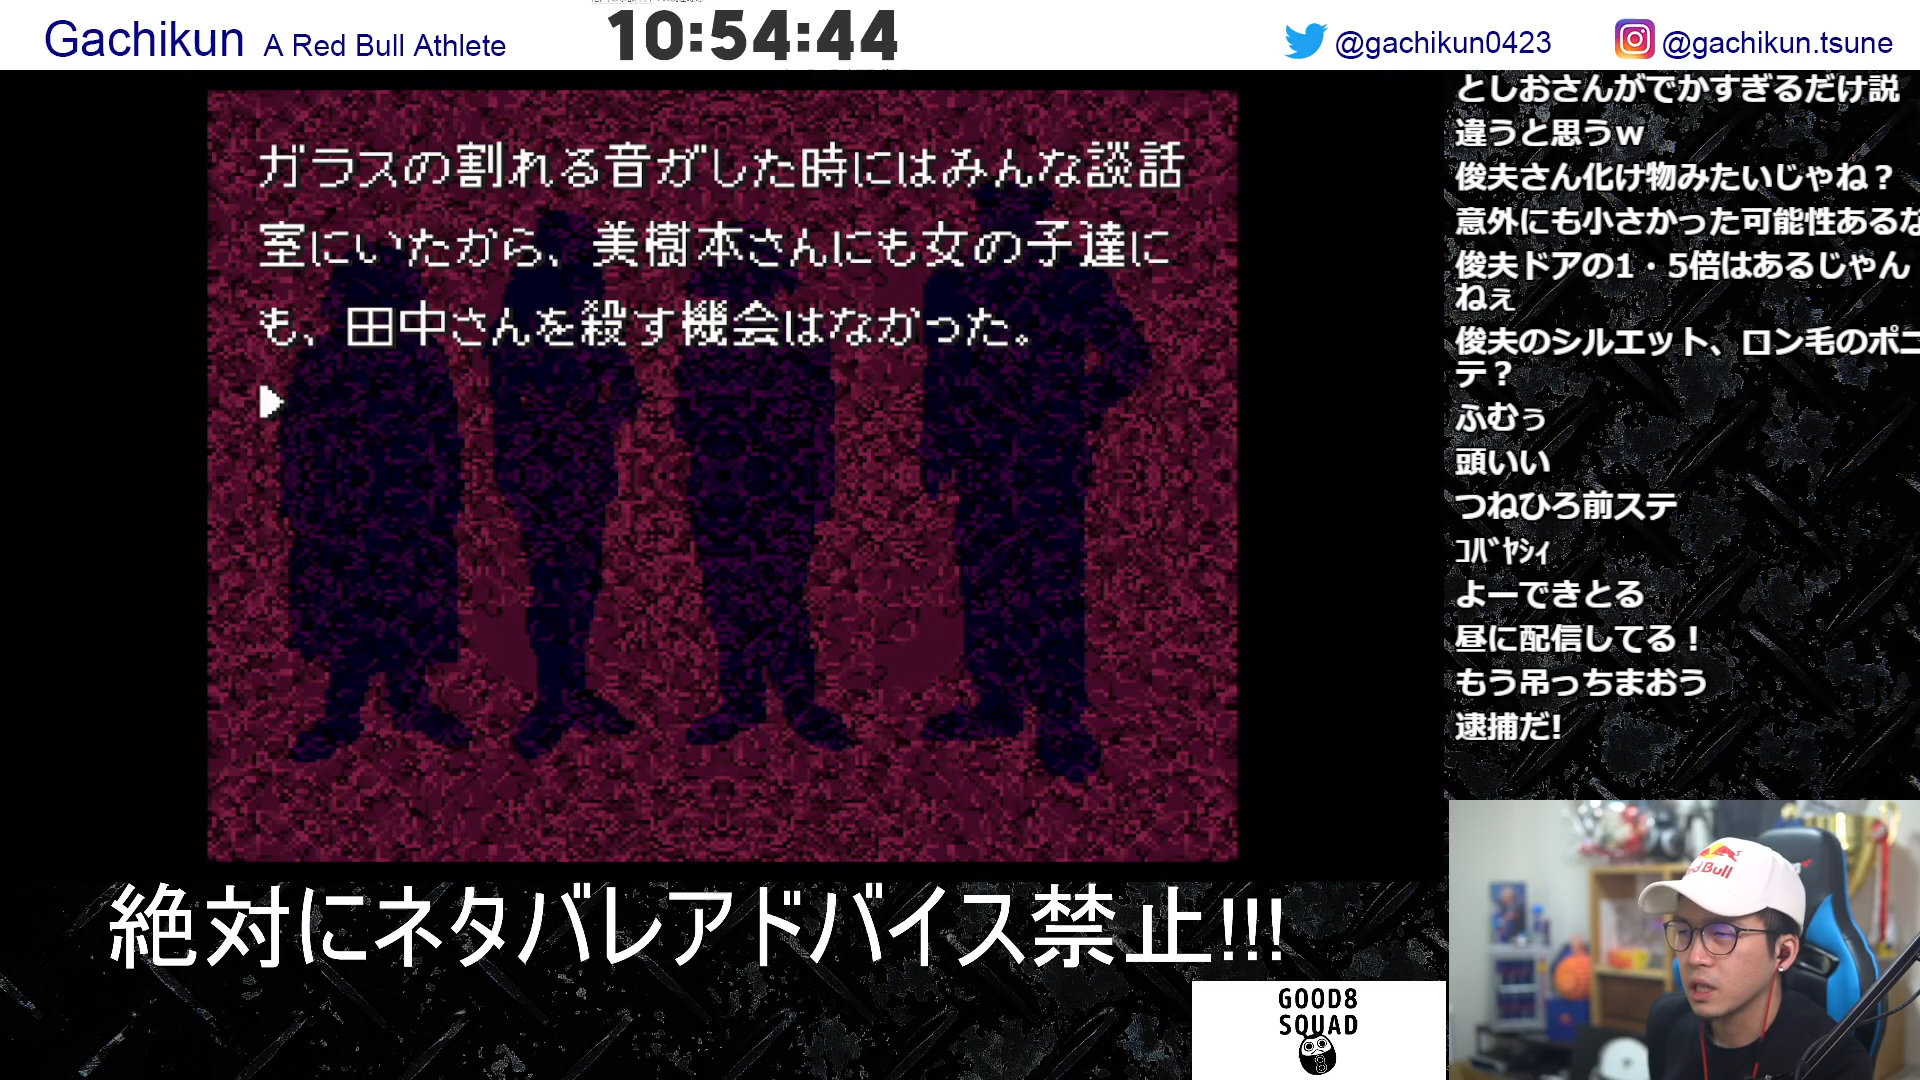 Gachikun A Red Bull Athlete
10:54:44
@gachikun0423
@gachikun.tsune
ガラスの割れる音がした時にはみんな談話
室にいたから、美樹本さんにも女の子達に
も、田中さんを殺す機会はなかった。
としおさんがでかすぎるだけ説
違うと思うw
俊夫さん化け物みたいじゃね？
意外にも小さかった可能性あるな
俊夫ドアの1・5倍はあるじゃん
ねぇ
俊夫のシルエット、ロン毛のポニ
テ？
ふむぅ
頭いい
つねひろ前ステ
ｺﾊﾞﾔｼｨ
よーできとる
昼に配信してる！
もう吊っちまおう
逮捕だ!
絶対にネタバレアドバイス禁止!!!
GOOD8
SQUAD
Red Bull